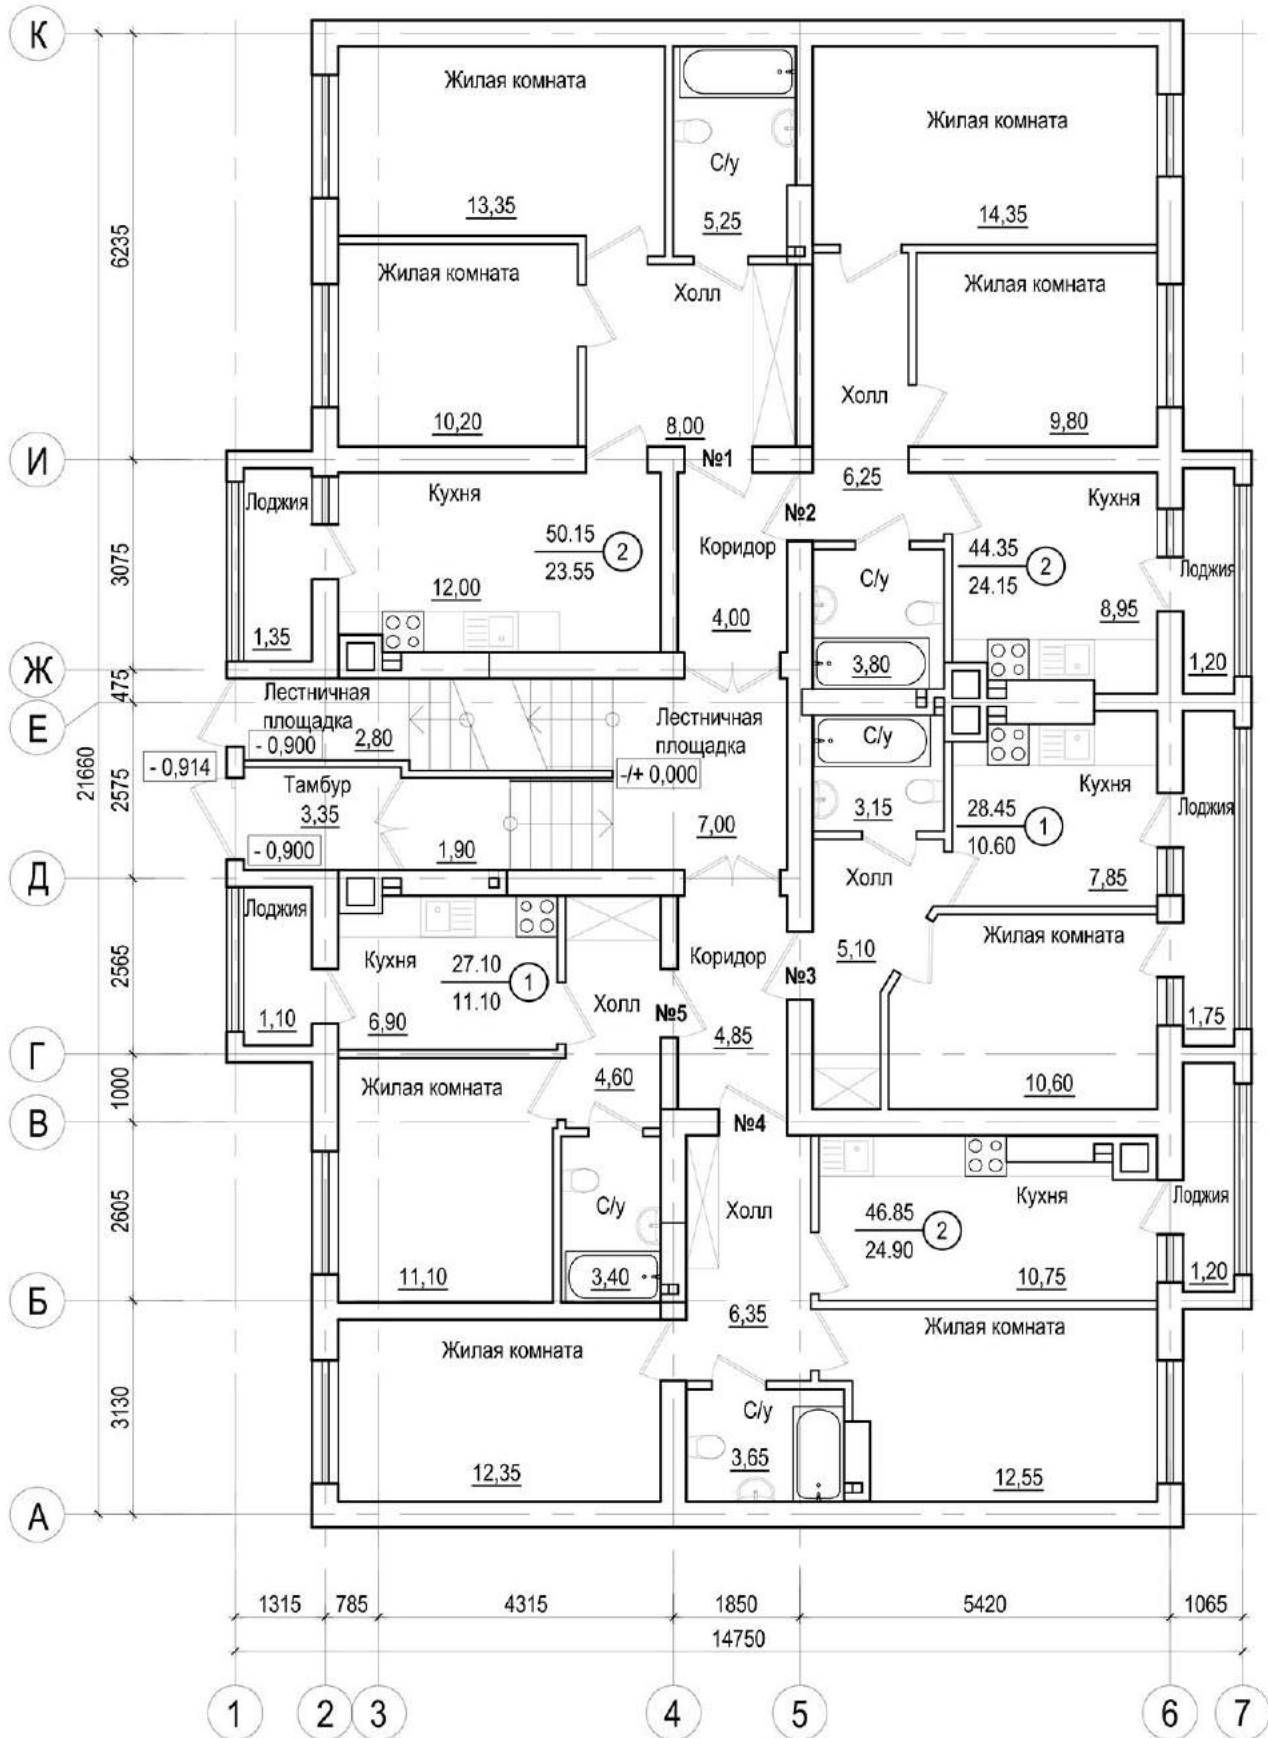 К
Жилая комната
Жилая комната
С/у
13,35
5,25
14,35
6235
Жилая комната
Холл
Жилая комната
Холл
10,20
8,00
9,80
И
№1
6,25
Лоджия
Кухня
№2
Кухня
50.15
2
23.55
Коридор
С/у
44.35
2
24.15
Лоджия
3075
12,00
4,00
8,95
1,35
3,80
1,20
Ж
475
Е
Лестничная
площадка
- 0,900
2,80
Лестничная
площадка
-/+ 0,000
С/у
- 0,914
21660
2575
Тамбур
3,35
- 0,900
1,90
7,00
3,15
Кухня
28.45
1
10.60
Лоджия
7,85
Д
Холл
Лоджия
Жилая комната
2565
Кухня
27.10
1
11.10
Коридор
5,10
№3
Холл
№5
1,10
6,90
4,85
1,75
Г
1000
Жилая комната
4,60
10,60
В
№4
2605
С/у
Холл
Кухня
Лоджия
46.85
2
24.90
11,10
3,40
10,75
1,20
Б
6,35
Жилая комната
Жилая комната
3130
С/у
12,35
3,65
12,55
А
1315
785
4315
1850
5420
1065
14750
1
2
3
4
5
6
7